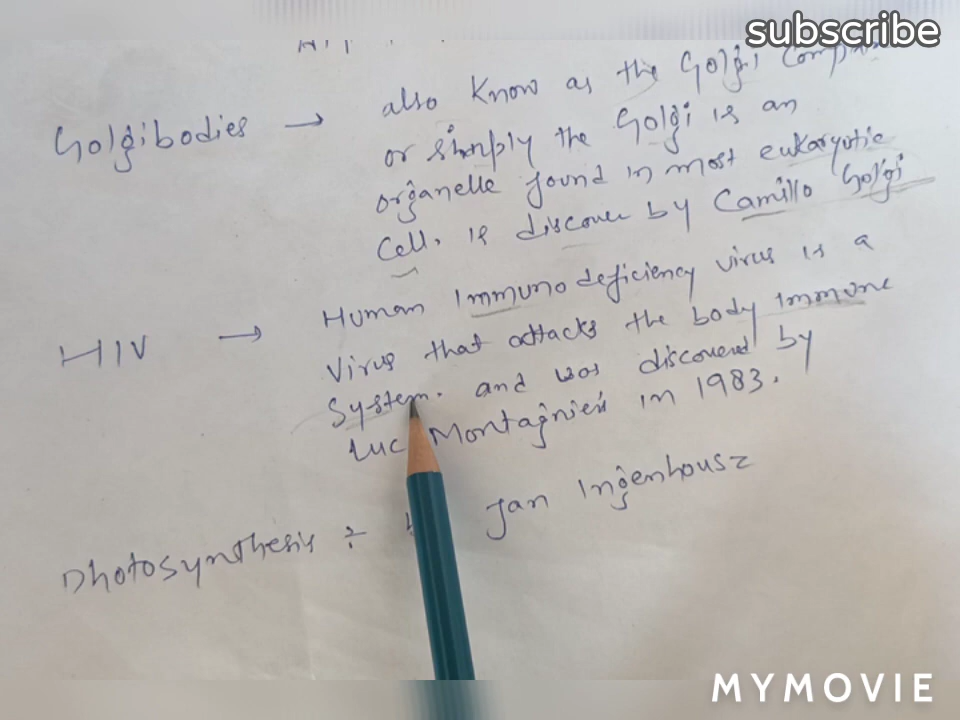 subscribe
Golgibodies → also Know as the Golgi Complex
or simply the Golgi is an
organelle found in most eukaryotic
Cell. is discover by Camillo Golgi
HIV → Human Immuno deficiency virus is a
Virus that attacks the body immune
System. and was discovered by
Luc Montagnier in 1983.
Photosynthesis ÷ Jan Ingenhousz
MYMOVIE